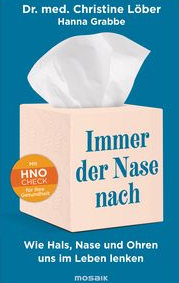 Dr. med. Christine Löber
Hanna Grabbe
Immer
der Nase
nach
Mit
HNO
CHECK
für Ihre
Gesundheit
Wie Hals, Nase und Ohren
uns im Leben lenken
mosaik